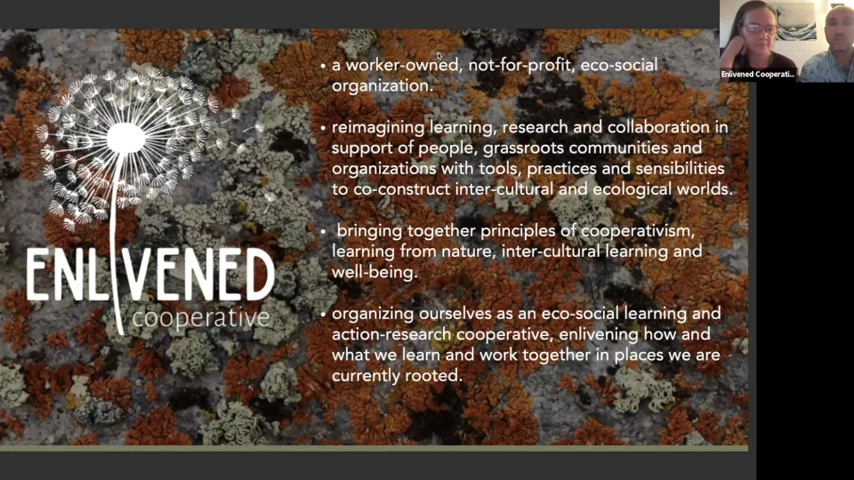 • a worker-owned, not-for-profit, eco-social
organization.
• reimagining learning, research and collaboration in
support of people, grassroots communities and
organizations with tools, practices and sensibilities
to co-construct inter-cultural and ecological worlds.
• bringing together principles of cooperativism,
learning from nature, inter-cultural learning and
well-being.
• organizing ourselves as an eco-social learning and
action-research cooperative, enlivening how and
what we learn and work together in places we are
currently rooted.
ENLIVENED
cooperative
Enlivened Cooperati...